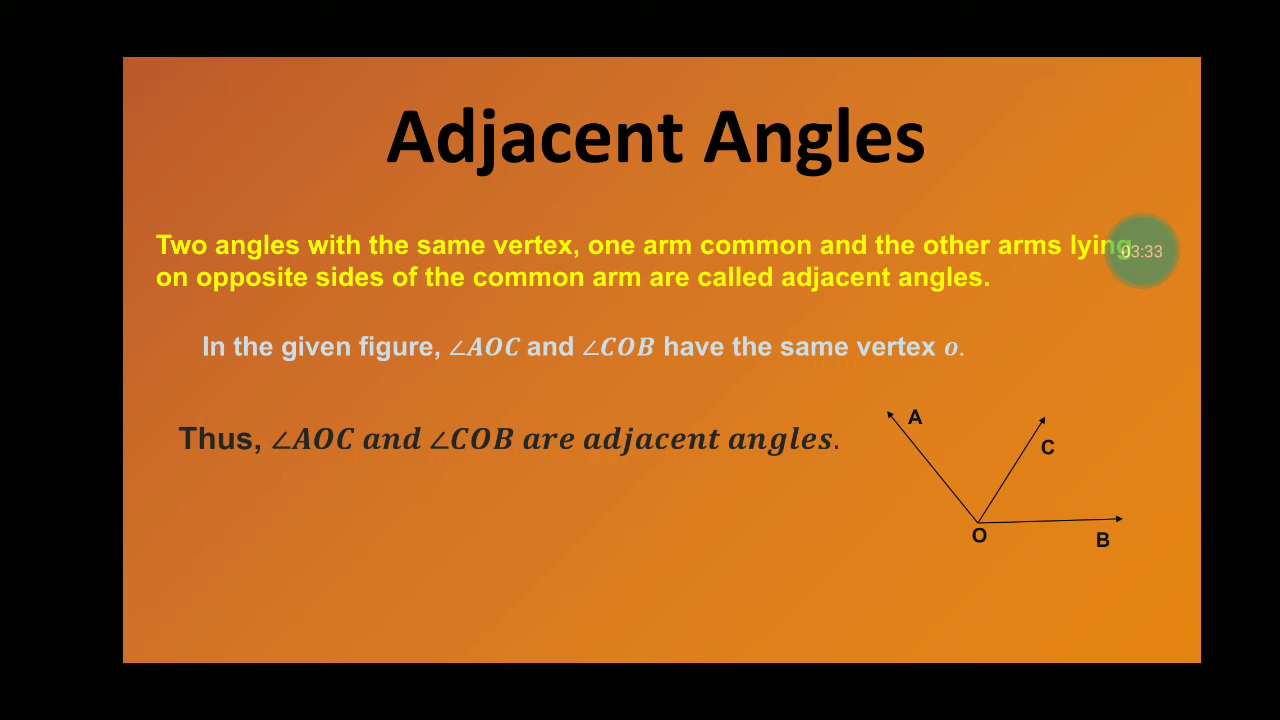 Adjacent Angles
Two angles with the same vertex, one arm common and the other arms lying
on opposite sides of the common arm are called adjacent angles.
03:33
In the given figure, ∠AOC and ∠COB have the same vertex o.
Thus, ∠AOC and ∠COB are adjacent angles.
A
C
O
B